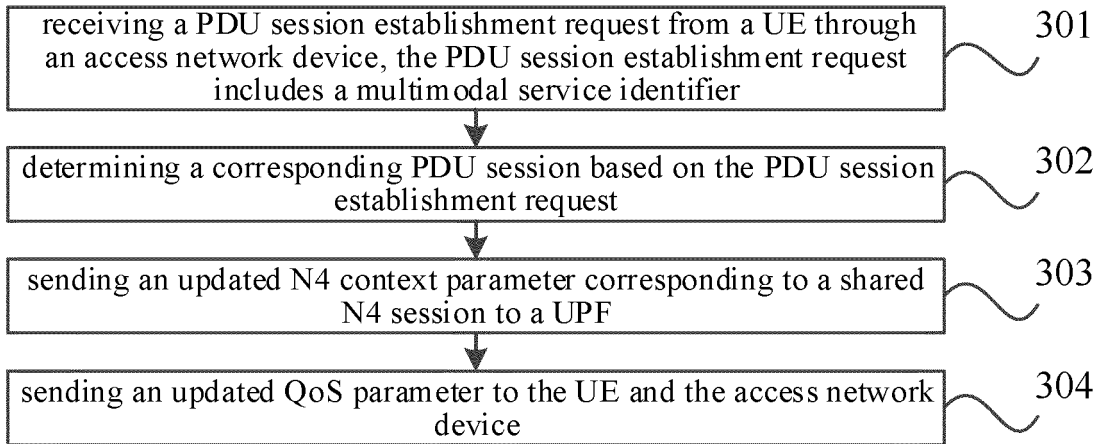 receiving a PDU session establishment request from a UE through
an access network device, the PDU session establishment request
includes a multimodal service identifier
301
determining a corresponding PDU session based on the PDU session
establishment request
302
sending an updated N4 context parameter corresponding to a shared
N4 session to a UPF
303
sending an updated QoS parameter to the UE and the access network
device
304